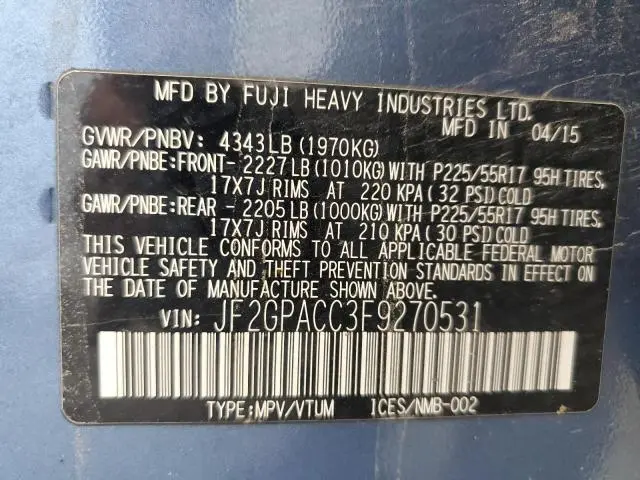 MFD BY FUJI HEAVY INDUSTRIES LTD.
MFD IN 04/15
GVWR/PNBV: 4343LB (1970KG)
GAWR/PNBE:FRONT- 2227LB (1010KG) WITH P225/55R17 95H TIRES,
17X7J RIMS AT 220 KPA (32 PSI) COLD
GAWR/PNBE:REAR - 2205LB (1000KG) WITH P225/55R17 95H TIRES,
17X7J RIMS AT 210 KPA (30 PSI) COLD
THIS VEHICLE CONFORMS TO ALL APPLICABLE FEDERAL MOTOR
VEHICLE SAFETY AND THEFT PREVENTION STANDARDS IN EFFECT ON
THE DATE OF MANUFACTURE SHOWN ABOVE.
VIN: JF2GPACC3F9270531
TYPE:MPV/VTUM ICES/NMB-002